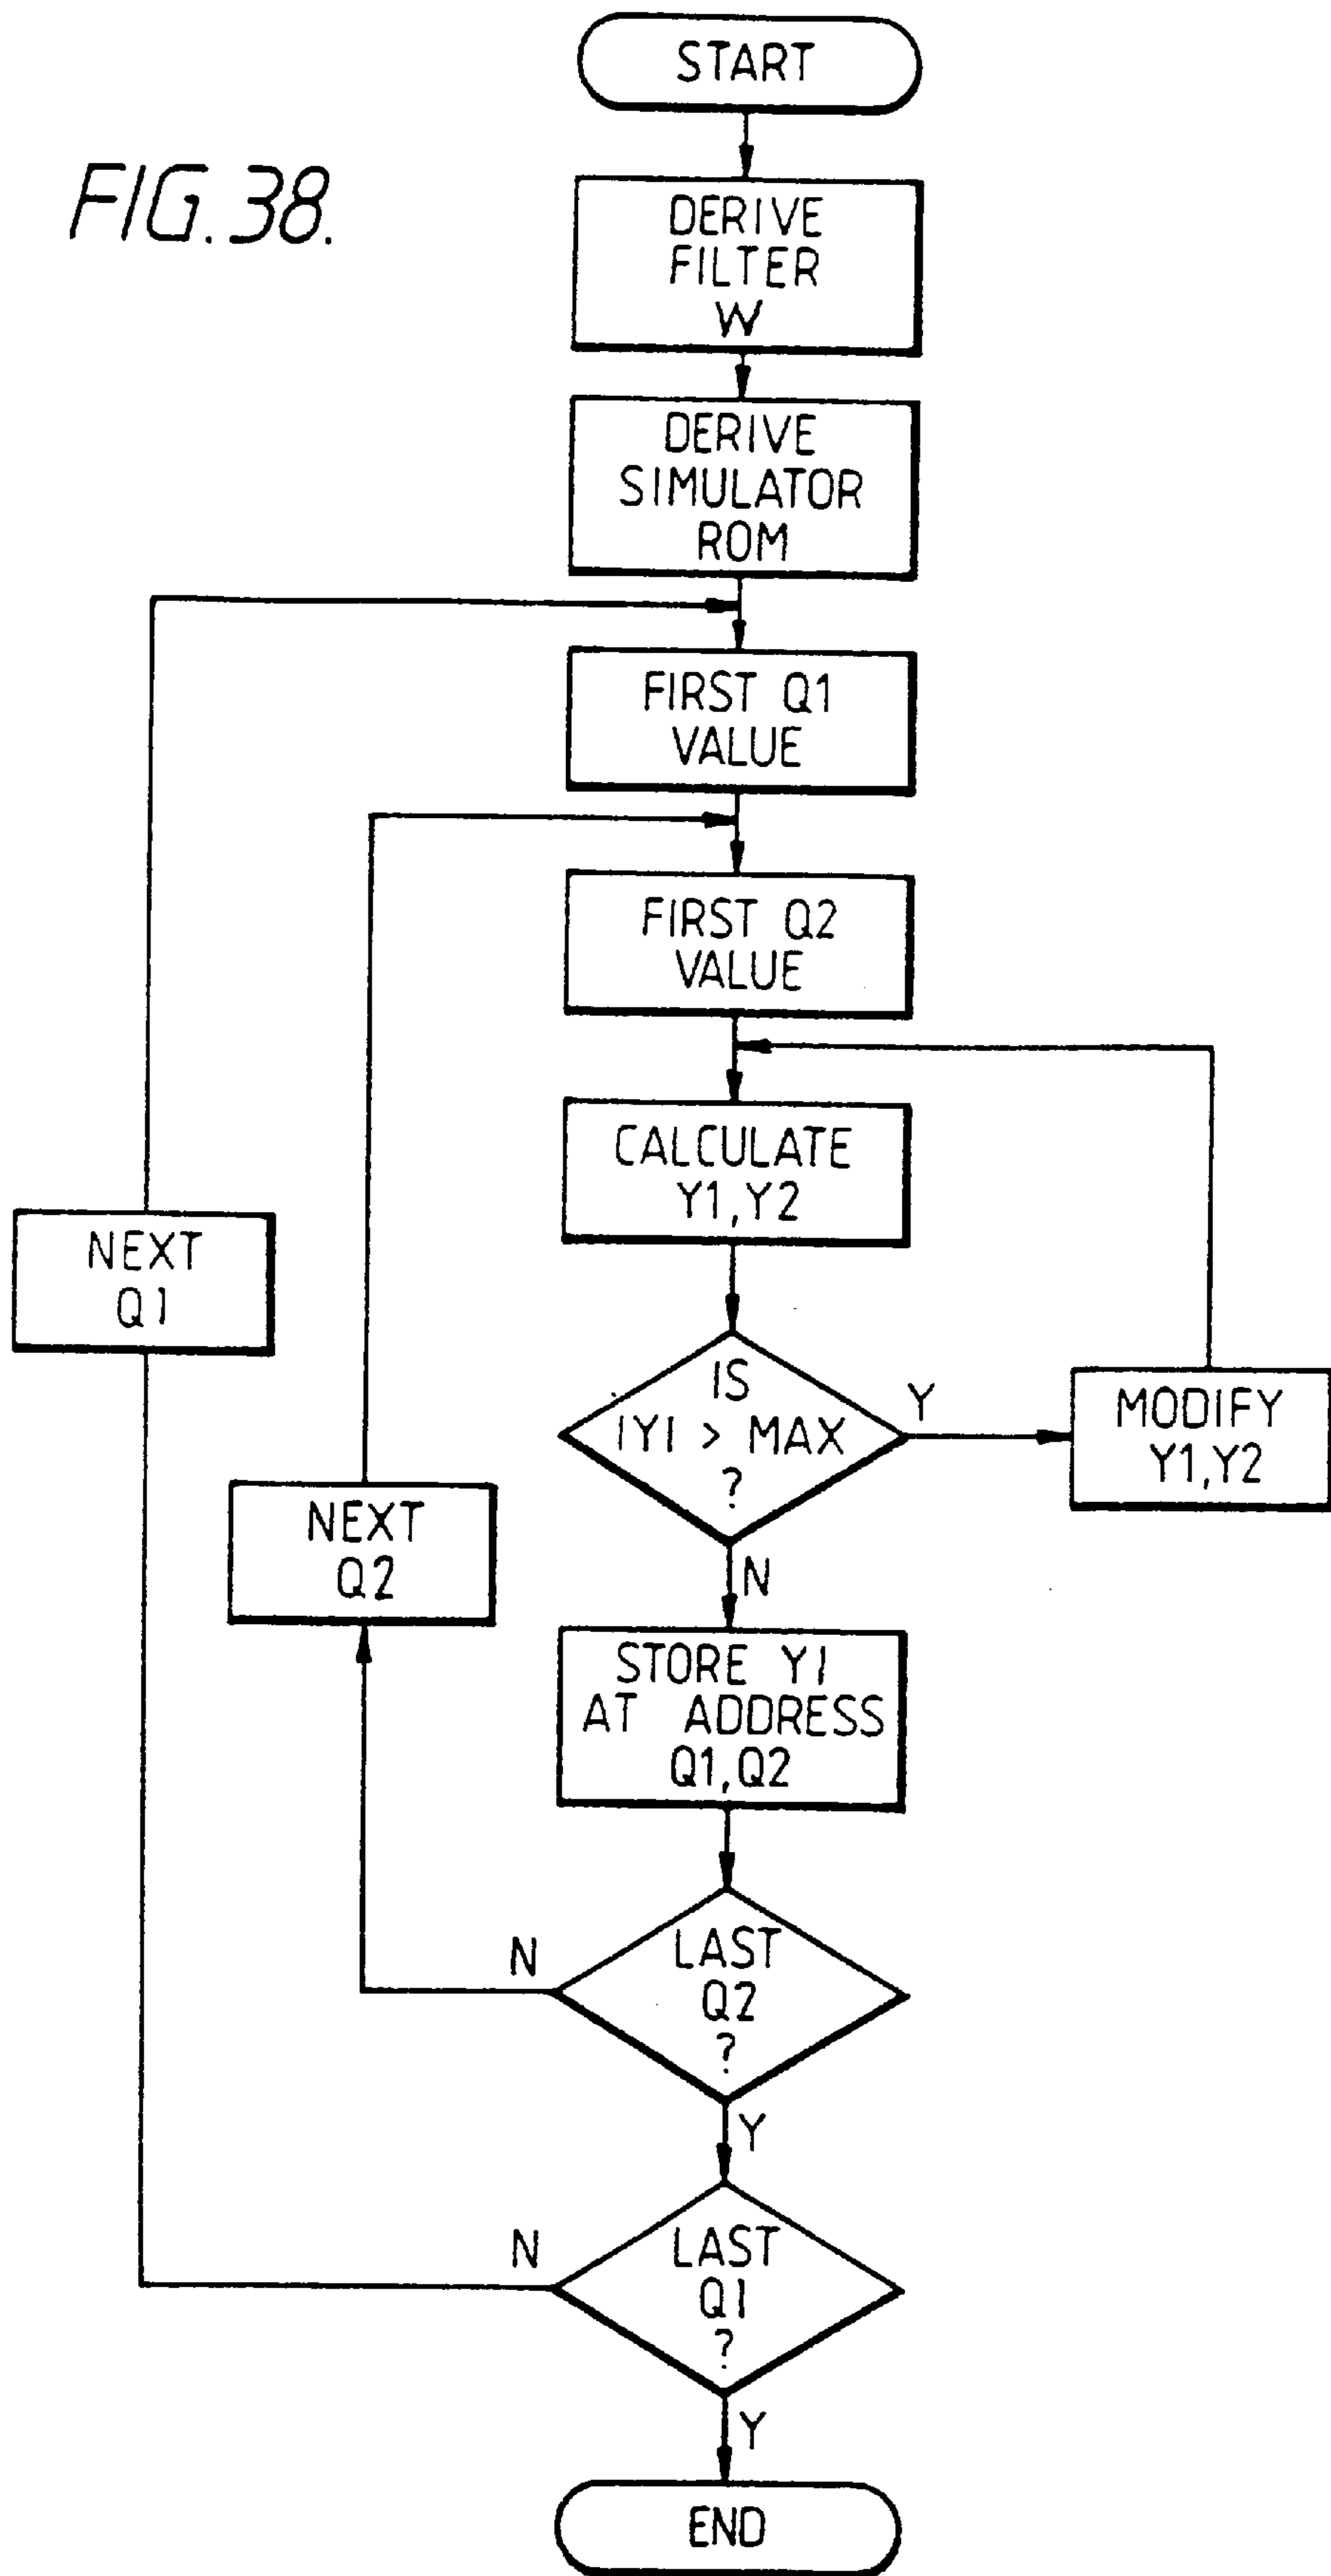 START
FIG. 38.
DERIVE
FILTER
W
DERIVE
SIMULATOR
ROM
FIRST Q1
VALUE
FIRST Q2
VALUE
CALCULATE
Y1,Y2
NEXT
Q1
IS
|Y| > MAX
?
Y
MODIFY
Y1,Y2
NEXT
Q2
N
STORE Y1
AT ADDRESS
Q1,Q2
N
LAST
Q2
?
Y
N
LAST
Q1
?
Y
END